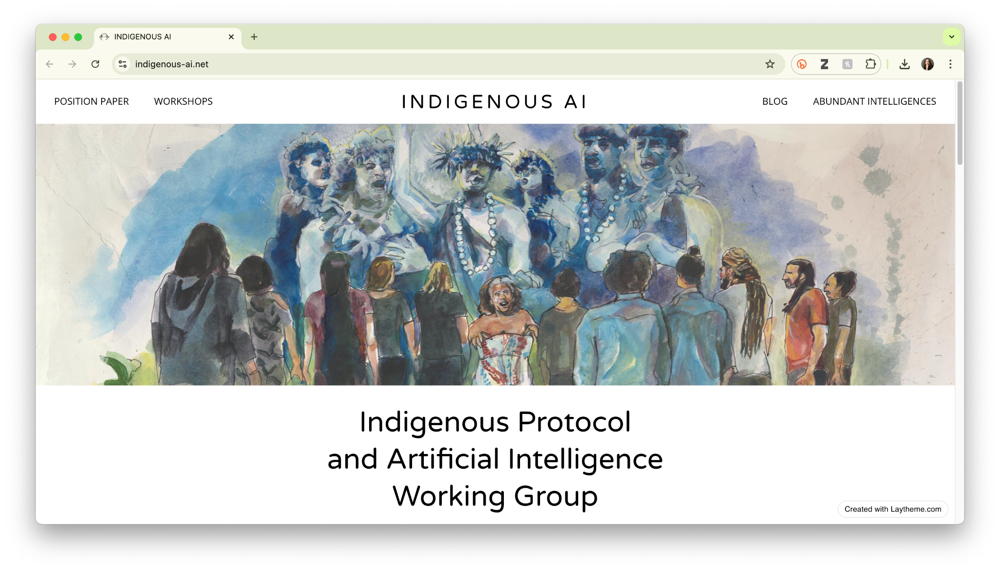 INDIGENOUS AI
indigenous-ai.net
POSITION PAPER
WORKSHOPS
INDIGENOUS AI
BLOG
ABUNDANT INTELLIGENCES
Indigenous Protocol
and Artificial Intelligence
Working Group
Created with Laytheme.com